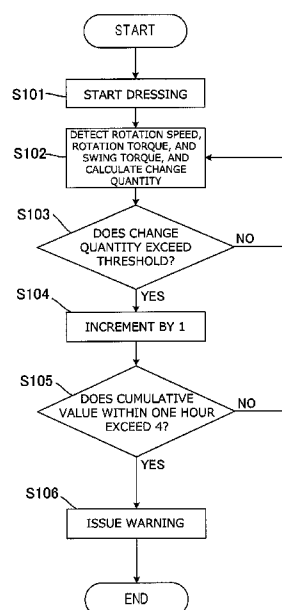 START
S101
START DRESSING
S102
DETECT ROTATION SPEED,
ROTATION TORQUE, AND
SWING TORQUE, AND
CALCULATE CHANGE
QUANTITY
S103
DOES CHANGE
QUANTITY EXCEED
THRESHOLD?
NO
YES
S104
INCREMENT BY 1
S105
DOES CUMULATIVE
VALUE WITHIN ONE HOUR
EXCEED 4?
NO
YES
S106
ISSUE WARNING
END